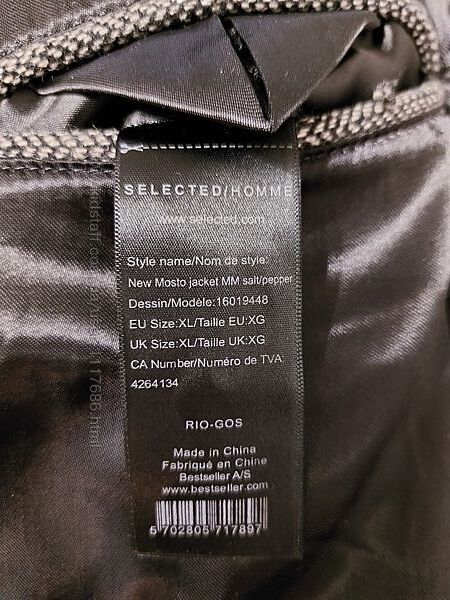 SELECTED/HOMME
www.selected.com
Style name/Nom de style:
New Mosto jacket MM salt/pepper
Dessin/Modèle:16019448
EU Size:XL/Taille EU:XG
UK Size:XL/Taille UK:XG
CA Number/Numéro de TVA:
4264134
RIO-GOS
Made in China
Fabriqué en Chine
Bestseller A/S
www.bestseller.com
5 702805 717897